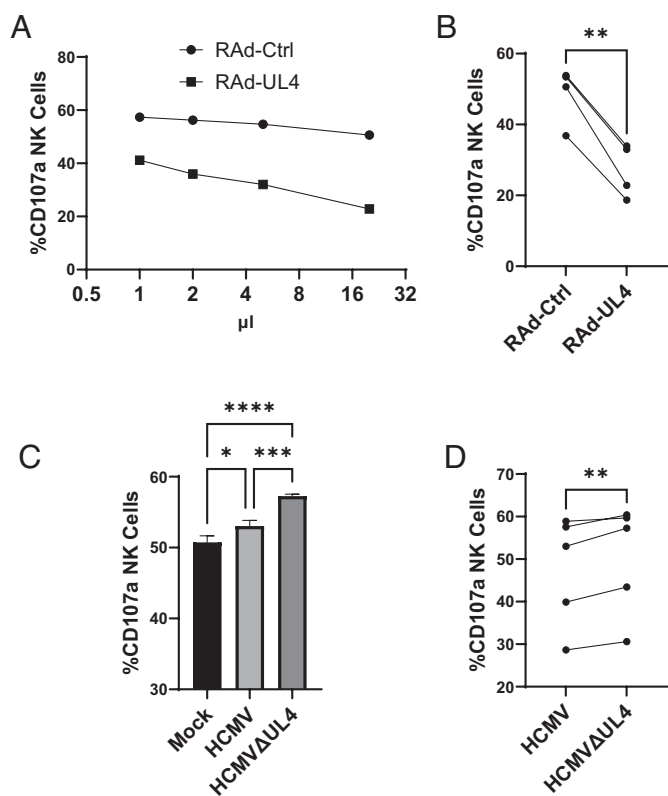 A
RAd-Ctrl
RAd-UL4
%CD107a NK Cells
80
60
40
20
0
0.5 1 2 4 8 16 32
µl
B
**
%CD107a NK Cells
60
40
20
0
RAd-Ctrl
RAd-UL4
C
****
* ***
%CD107a NK Cells
60
50
40
30
Mock
HCMV
HCMVΔUL4
D
**
%CD107a NK Cells
70
60
50
40
30
20
HCMV
HCMVΔUL4